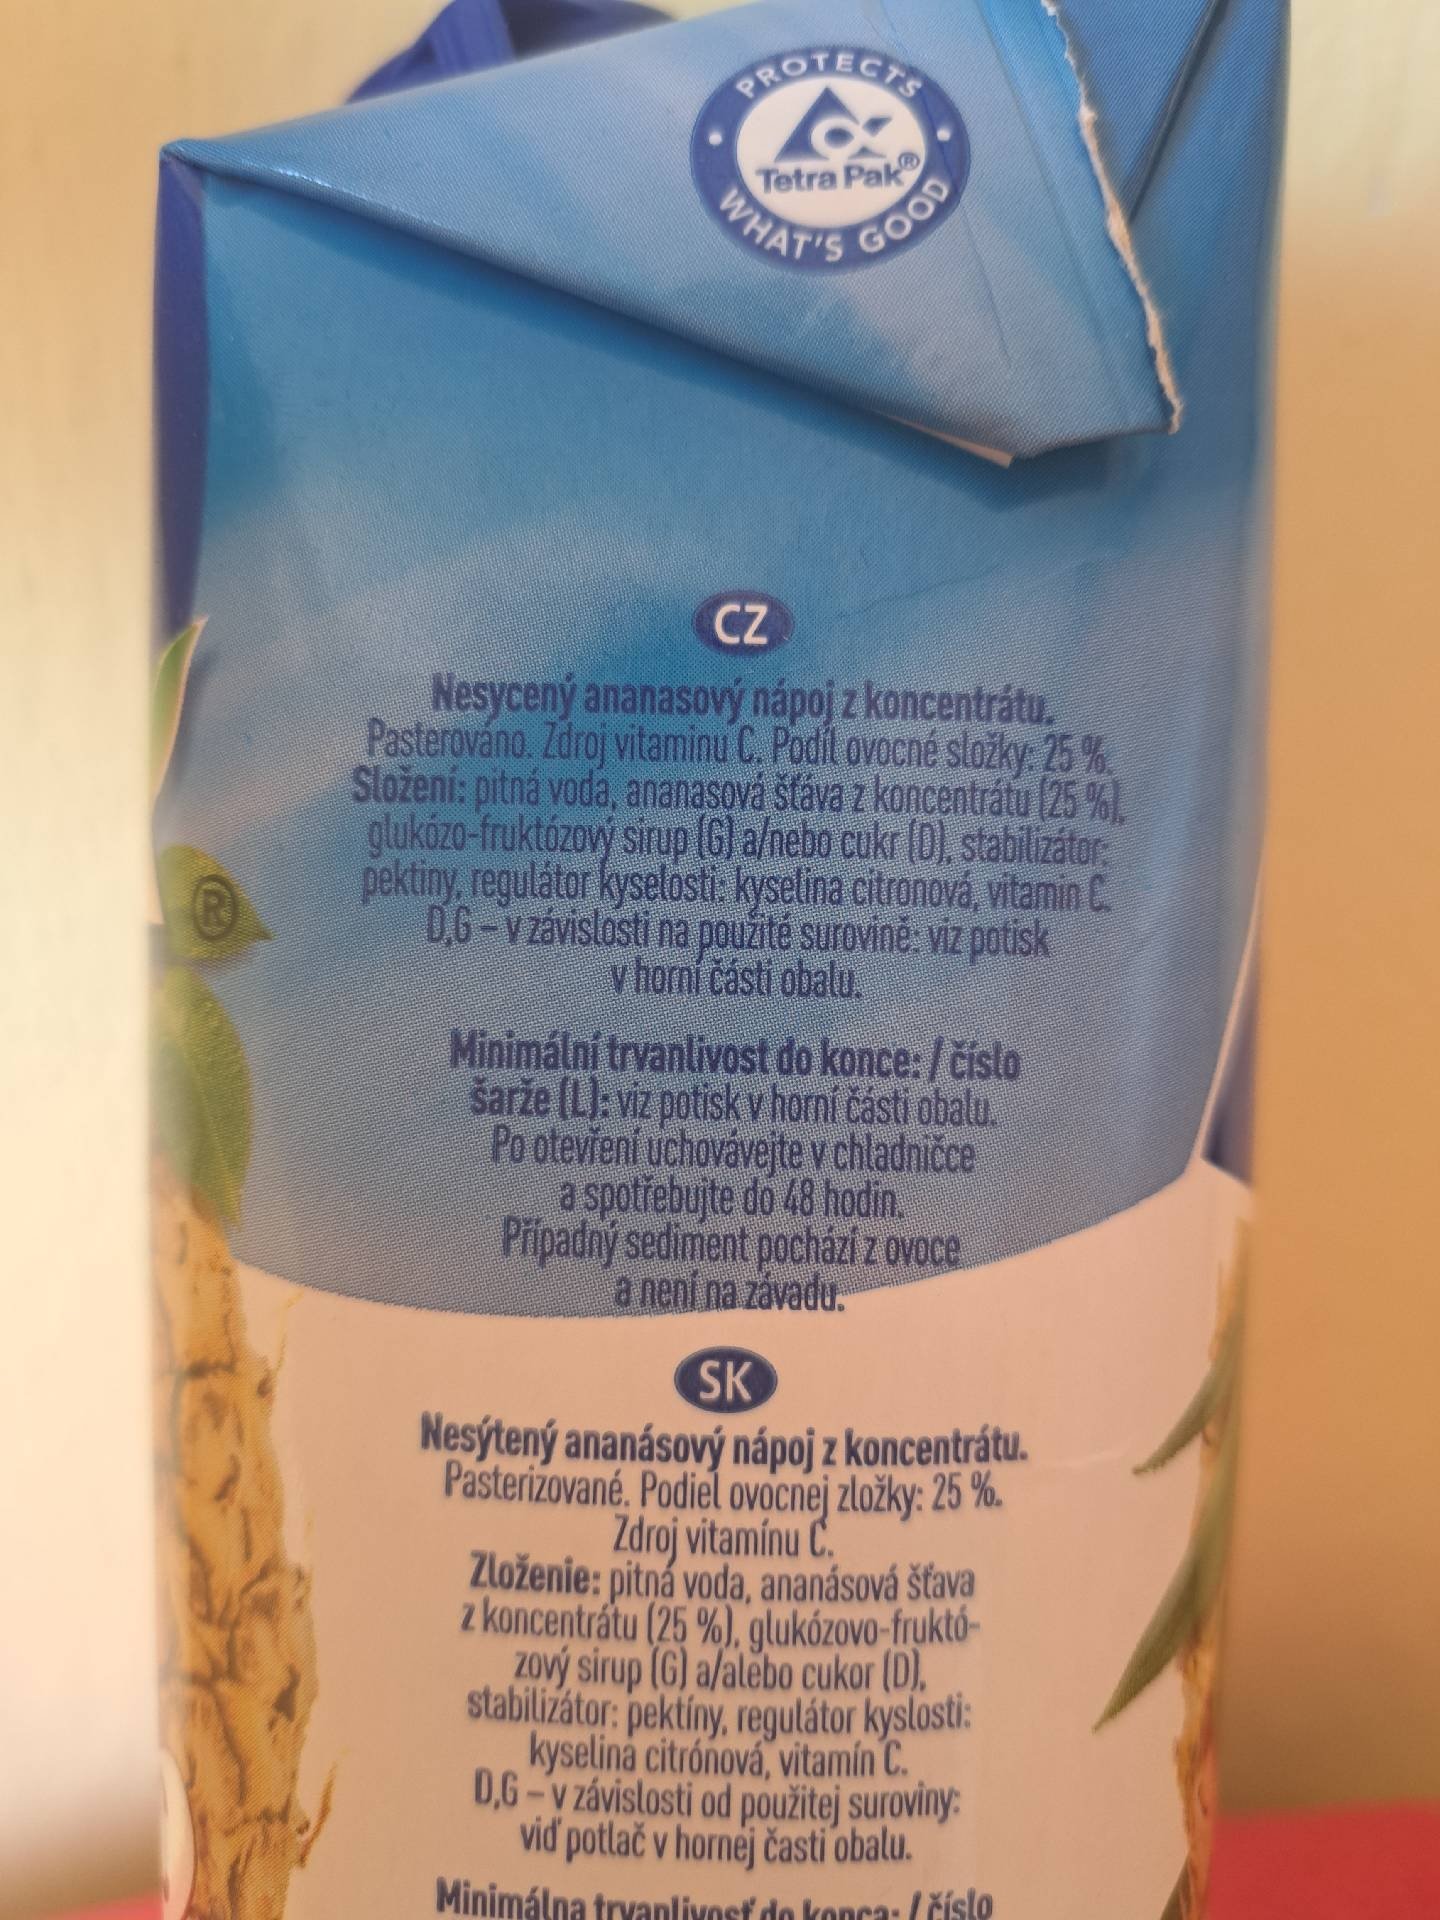 PROTECTS
Tetra Pak®
WHAT'S GOOD
CZ
Nesycený ananasový nápoj z koncentrátu.
Pasterováno. Zdroj vitaminu C. Podíl ovocné složky: 25 %.
Složení: pitná voda, ananasová šťáva z koncentrátu (25 %),
glukózo-fruktózový sirup (G) a/nebo cukr (D), stabilizátor:
pektiny, regulátor kyselosti: kyselina citronová, vitamin C.
D,G – v závislosti na použité surovině: viz potisk
v horní části obalu.
Minimální trvanlivost do konce: / číslo
šarže (L): viz potisk v horní části obalu.
Po otevření uchovávejte v chladničce
a spotřebujte do 48 hodin.
Případný sediment pochází z ovoce
a není na závadu.
®
SK
Nesýtený ananásový nápoj z koncentrátu.
Pasterizované. Podiel ovocnej zložky: 25 %.
Zdroj vitamínu C.
Zloženie: pitná voda, ananásová šťava
z koncentrátu (25 %), glukózovo-fruktó-
zový sirup (G) a/alebo cukor (D),
stabilizátor: pektíny, regulátor kyslosti:
kyselina citrónová, vitamín C.
D,G – v závislosti od použitej suroviny:
viď potlač v hornej časti obalu.
Minimálna trvanlivosť do konca: / číslo